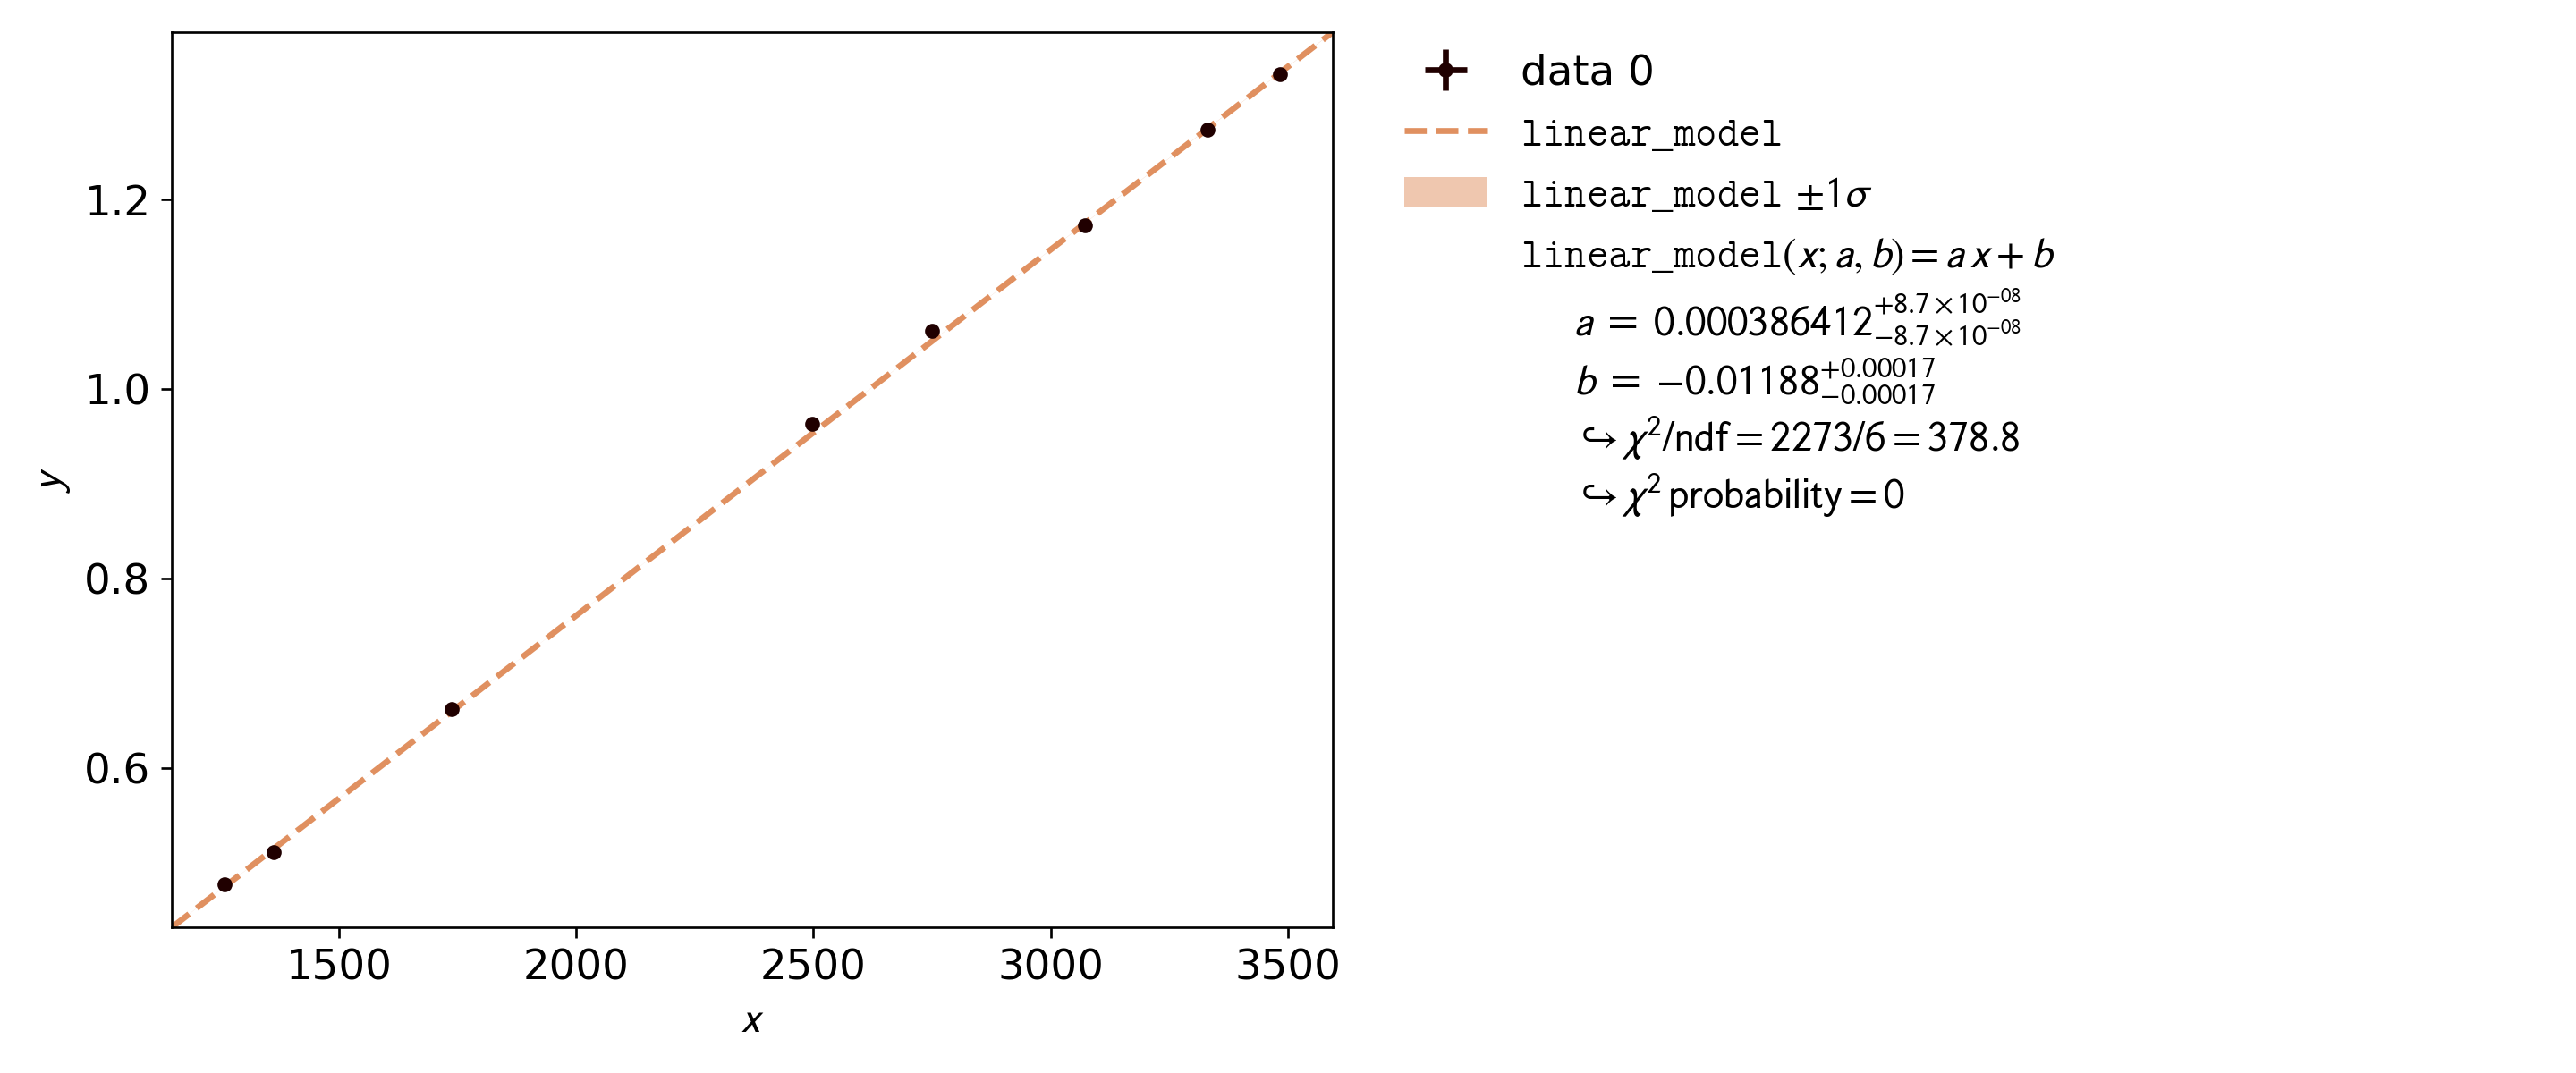 1.2
1.0
0.8
0.6
y
1500 2000 2500 3000 3500
x
data 0
linear_model
linear_model ±1σ
linear_model(x; a, b) = a x + b
a = 0.000386412 +8.7×10⁻⁰⁸ −8.7×10⁻⁰⁸
b = −0.01188 +0.00017 −0.00017
↪ χ²/ndf = 2273/6 = 378.8
↪ χ² probability = 0